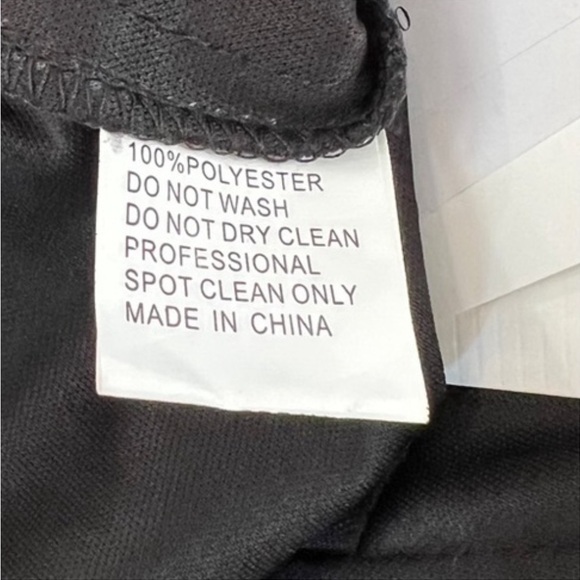 100%POLYESTER
DO NOT WASH
DO NOT DRY CLEAN
PROFESSIONAL
SPOT CLEAN ONLY
MADE IN CHINA